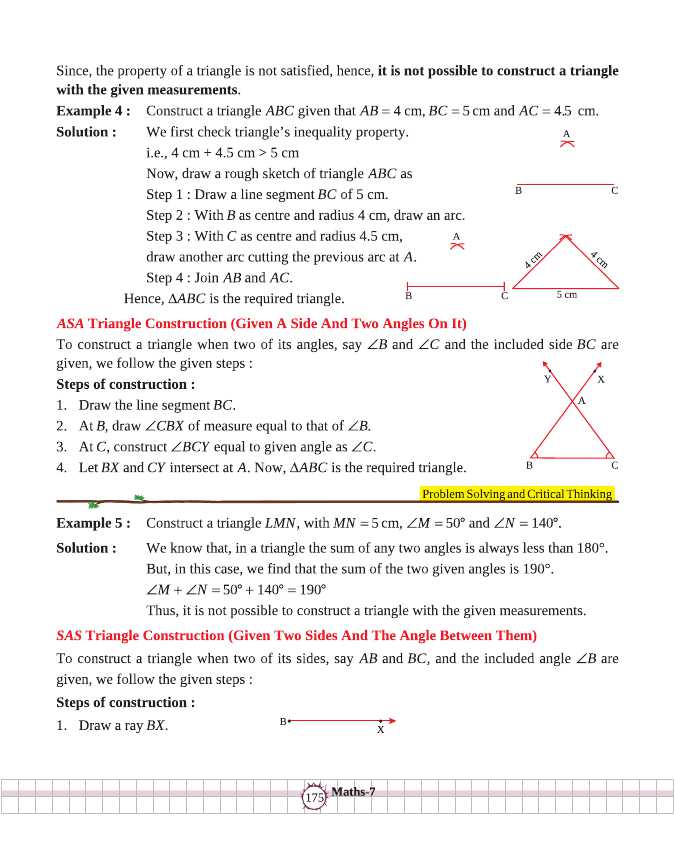 Since, the property of a triangle is not satisfied, hence, it is not possible to construct a triangle
with the given measurements.
Example 4 : Construct a triangle ABC given that AB = 4 cm, BC = 5 cm and AC = 4.5 cm.
Solution : We first check triangle's inequality property.
i.e., 4 cm + 4.5 cm > 5 cm
Now, draw a rough sketch of triangle ABC as
Step 1 : Draw a line segment BC of 5 cm.
Step 2 : With B as centre and radius 4 cm, draw an arc.
Step 3 : With C as centre and radius 4.5 cm,
draw another arc cutting the previous arc at A.
Step 4 : Join AB and AC.
Hence, ΔABC is the required triangle.
A
B C
A
B C
4 cm 4 cm
5 cm
ASA Triangle Construction (Given A Side And Two Angles On It)
To construct a triangle when two of its angles, say ∠B and ∠C and the included side BC are
given, we follow the given steps :
Steps of construction :
1. Draw the line segment BC.
2. At B, draw ∠CBX of measure equal to that of ∠B.
3. At C, construct ∠BCY equal to given angle as ∠C.
4. Let BX and CY intersect at A. Now, ΔABC is the required triangle.
Y X
A
B C
Problem Solving and Critical Thinking
Example 5 : Construct a triangle LMN, with MN = 5 cm, ∠M = 50° and ∠N = 140°.
Solution : We know that, in a triangle the sum of any two angles is always less than 180°.
But, in this case, we find that the sum of the two given angles is 190°.
∠M + ∠N = 50° + 140° = 190°
Thus, it is not possible to construct a triangle with the given measurements.
SAS Triangle Construction (Given Two Sides And The Angle Between Them)
To construct a triangle when two of its sides, say AB and BC, and the included angle ∠B are
given, we follow the given steps :
Steps of construction :
1. Draw a ray BX.
B X
175 Maths-7